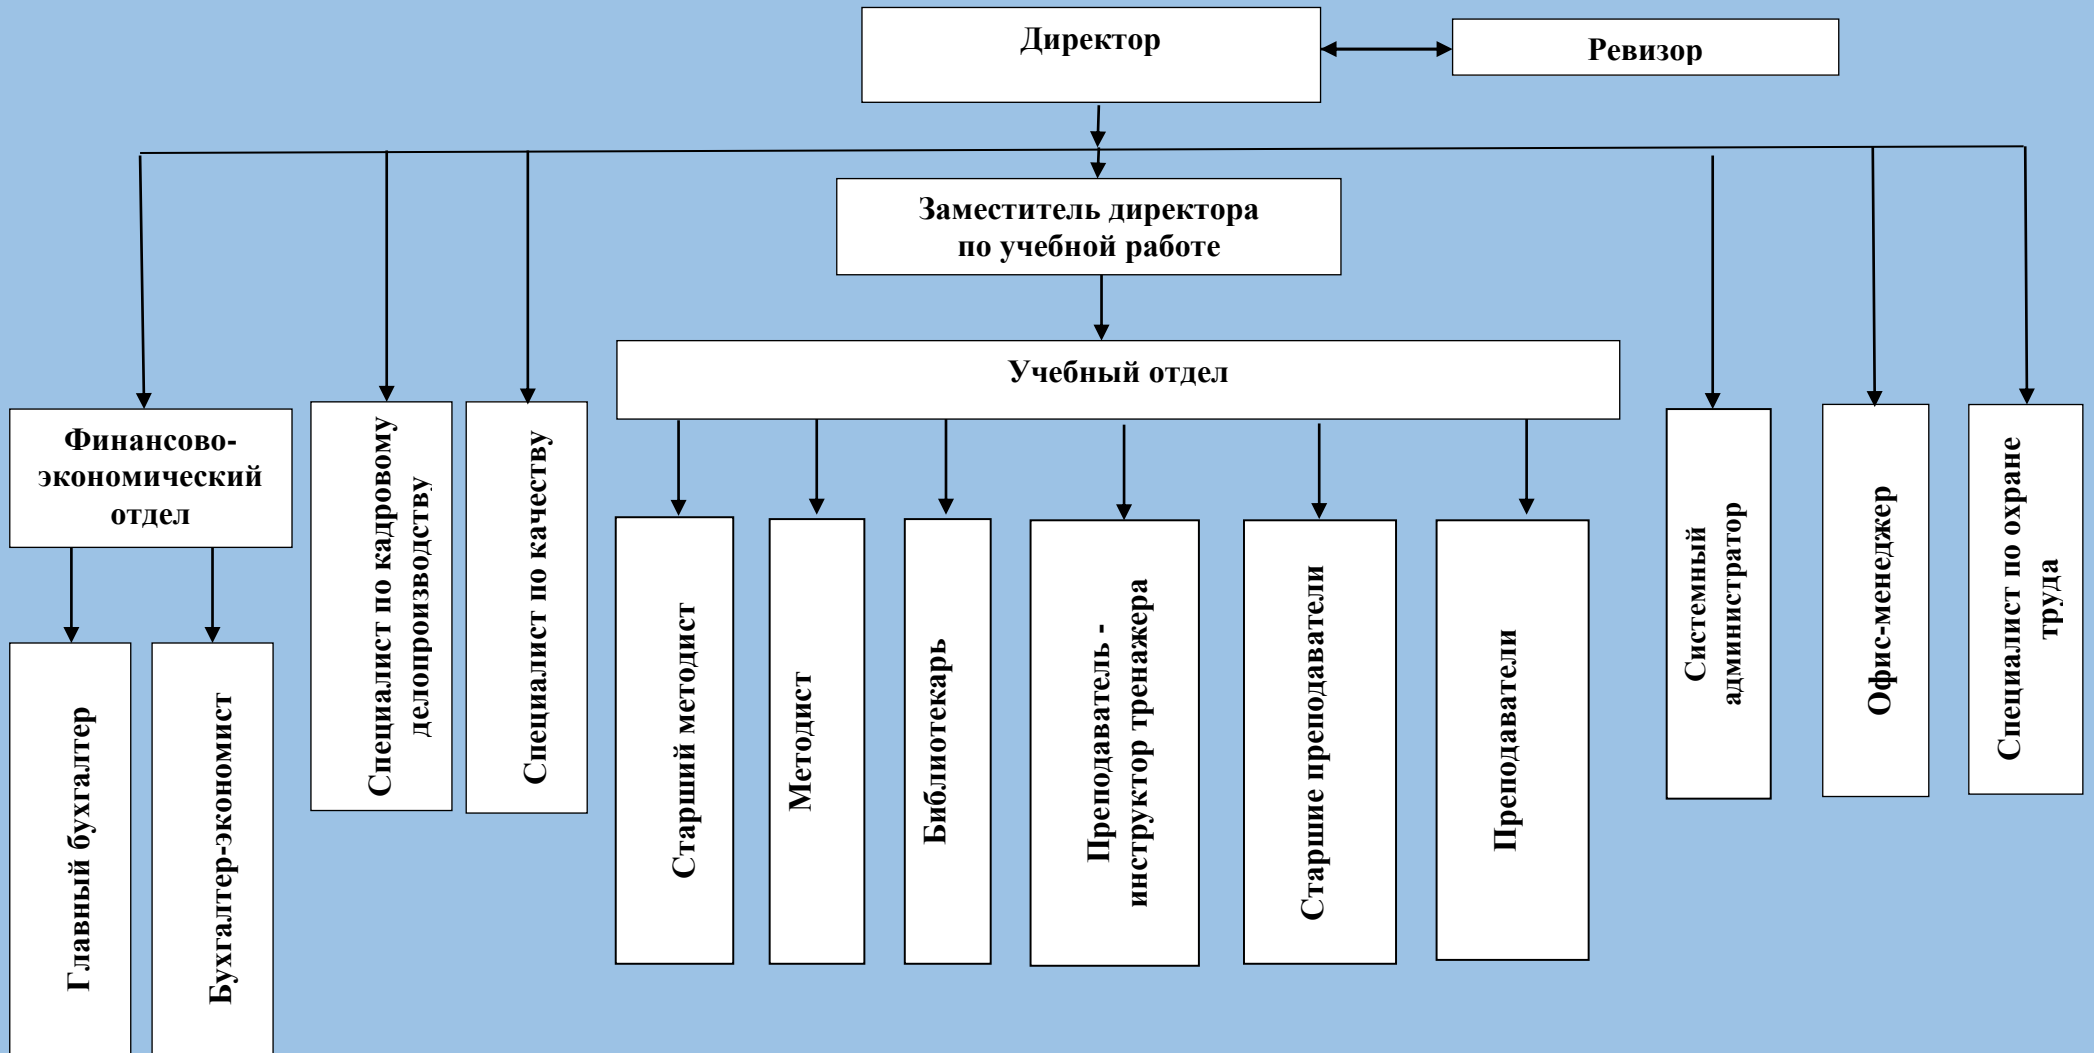 Директор
Ревизор
Заместитель директора
по учебной работе
Учебный отдел
Финансово-
экономический
отдел
Специалист по кадровому
делопроизводству
Специалист по качеству
Системный
администратор
Офис-менеджер
Специалист по охране
труда
Старший методист
Методист
Библиотекарь
Преподаватель -
инструктор тренажера
Старшие преподаватели
Преподаватели
Главный бухгалтер
Бухгалтер-экономист